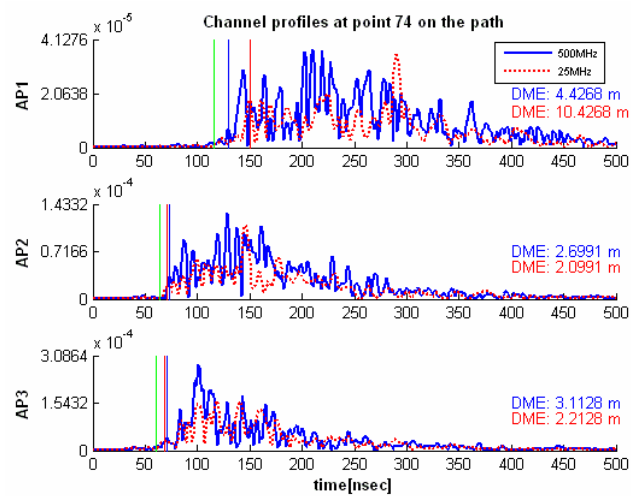 Channel profiles at point 74 on the path
x 10^-5
4.1276
2.0638
0
AP1
500MHz
25MHz
DME: 4.4268 m
DME: 10.4268 m
0 50 100 150 200 250 300 350 400 450 500
x 10^-4
1.4332
0.7166
0
AP2
DME: 2.6991 m
DME: 2.0991 m
0 50 100 150 200 250 300 350 400 450 500
x 10^-4
3.0864
1.5432
0
AP3
DME: 3.1128 m
DME: 2.2128 m
0 50 100 150 200 250 300 350 400 450 500
time[nsec]